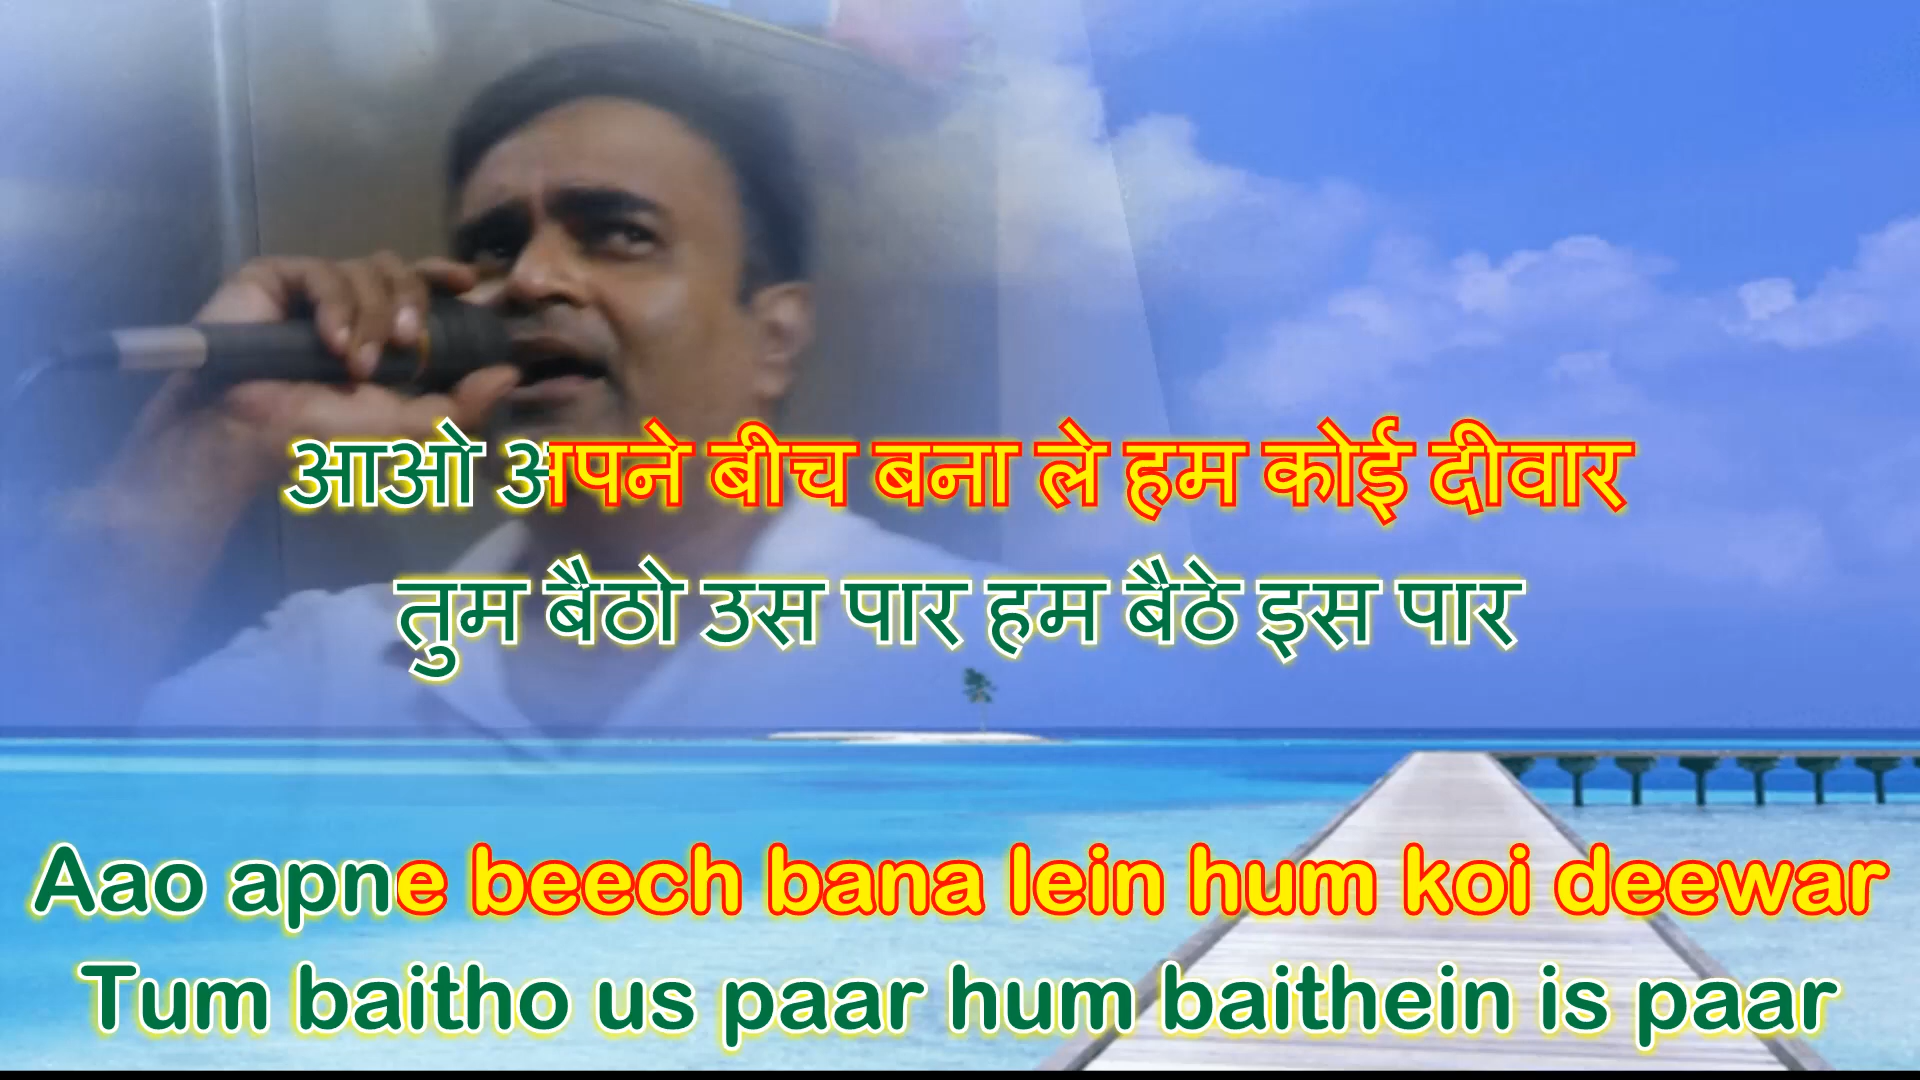 आओ अपने बीच बना ले हम कोई दीवार
तुम बैठो उस पार हम बैठे इस पार
Aao apne beech bana lein hum koi deewar
Tum baitho us paar hum baithein is paar